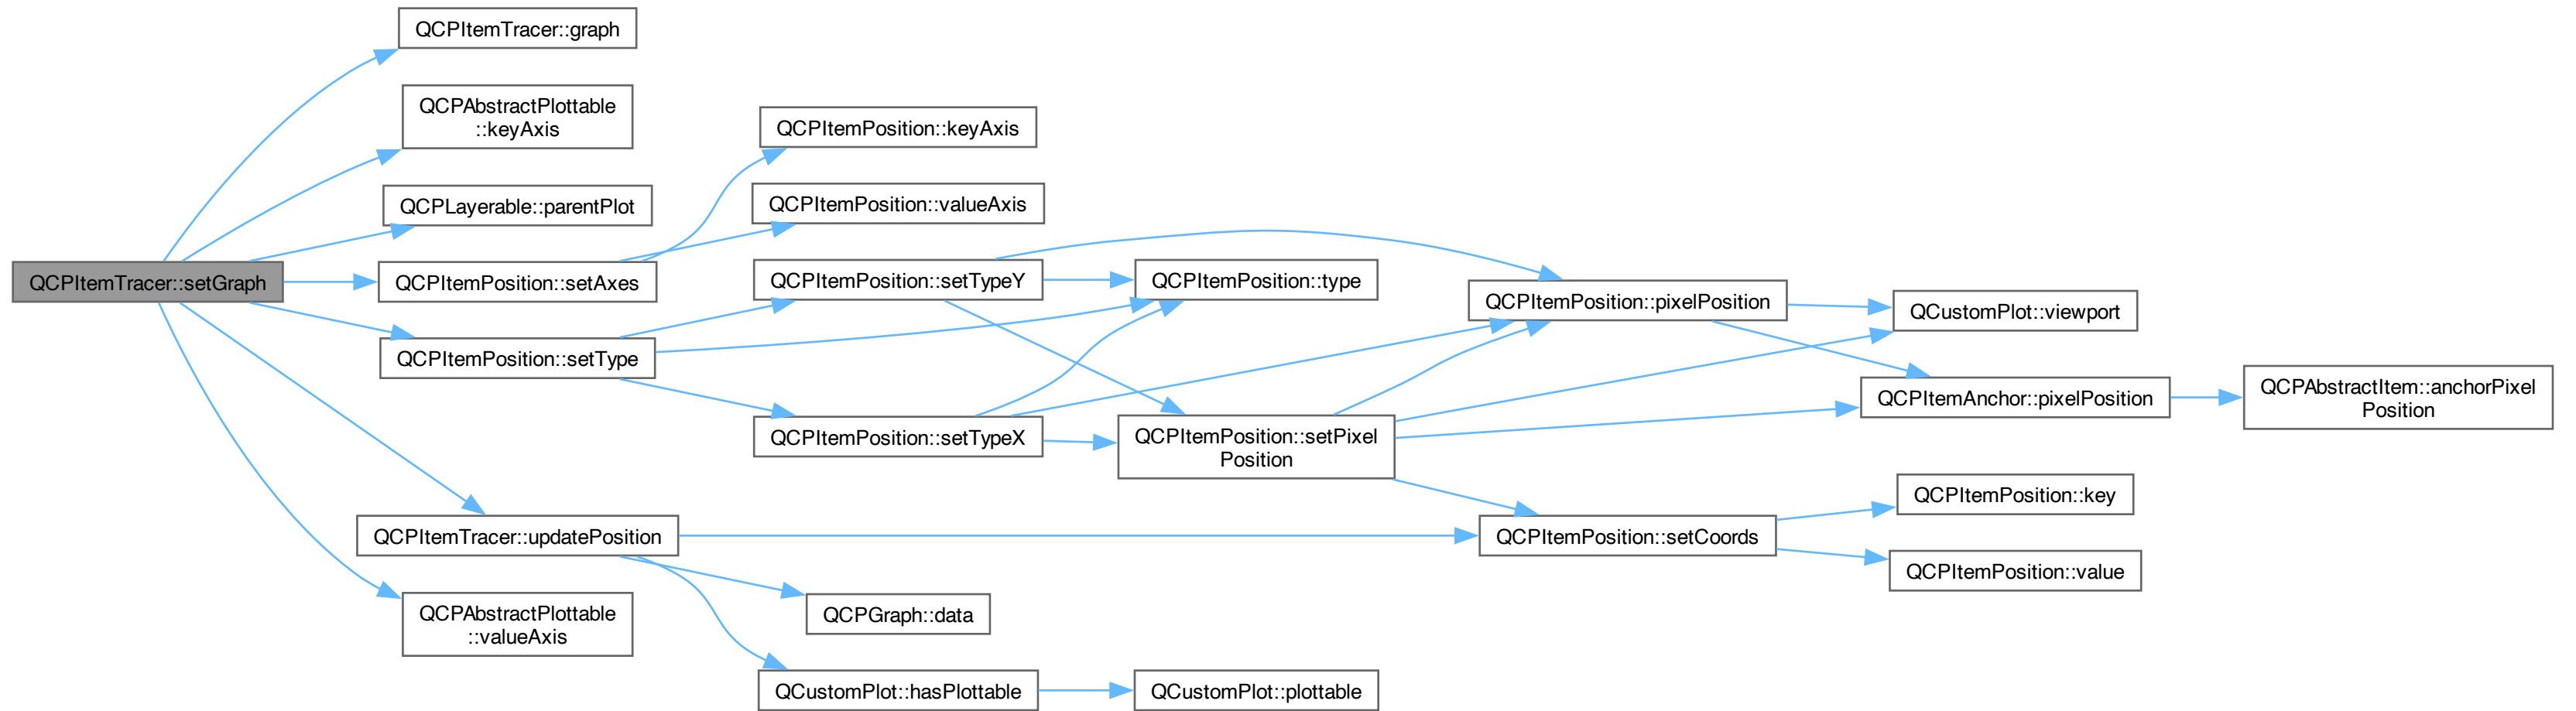 QCPItemTracer::setGraph
QCPItemTracer::graph
QCPAbstractPlottable
::keyAxis
QCPLayerable::parentPlot
QCPItemPosition::setAxes
QCPItemPosition::setType
QCPItemTracer::updatePosition
QCPAbstractPlottable
::valueAxis
QCPItemPosition::keyAxis
QCPItemPosition::valueAxis
QCPItemPosition::setTypeY
QCPItemPosition::setTypeX
QCPGraph::data
QCustomPlot::hasPlottable
QCPItemPosition::type
QCPItemPosition::setPixel
Position
QCustomPlot::plottable
QCPItemPosition::pixelPosition
QCPItemPosition::setCoords
QCustomPlot::viewport
QCPItemAnchor::pixelPosition
QCPItemPosition::key
QCPItemPosition::value
QCPAbstractItem::anchorPixel
Position